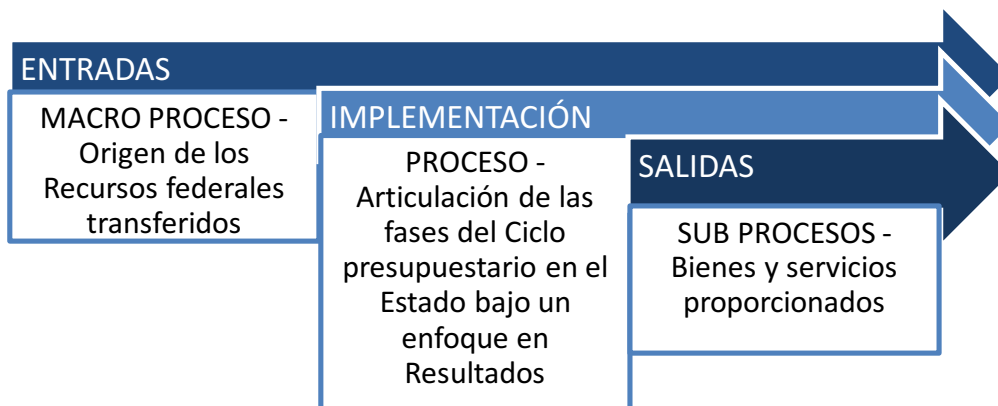 ENTRADAS
MACRO PROCESO -
Origen de los
Recursos federales
transferidos
IMPLEMENTACIÓN
PROCESO -
Articulación de las
fases del Ciclo
presupuestario en el
Estado bajo un
enfoque en
Resultados
SALIDAS
SUB PROCESOS -
Bienes y servicios
proporcionados